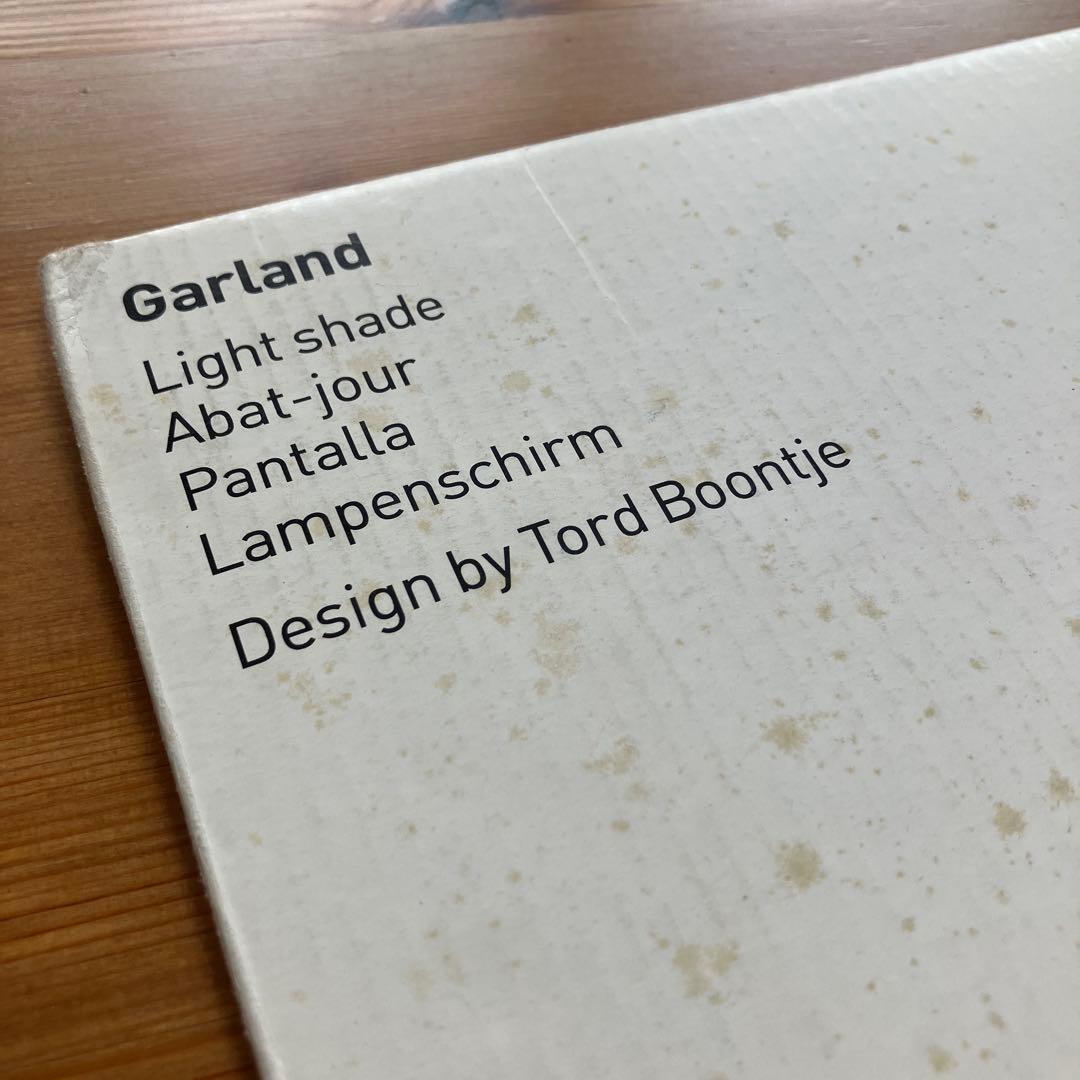 Garland
Light shade
Abat-jour
Pantalla
Lampenschirm
Design by Tord Boontje